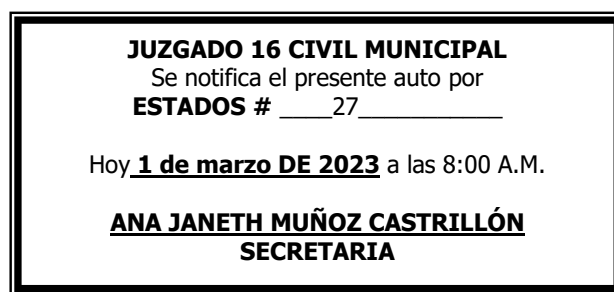 JUZGADO 16 CIVIL MUNICIPAL
Se notifica el presente auto por
ESTADOS # ____27___________
Hoy 1 de marzo DE 2023 a las 8:00 A.M.
ANA JANETH MUÑOZ CASTRILLÓN
SECRETARIA